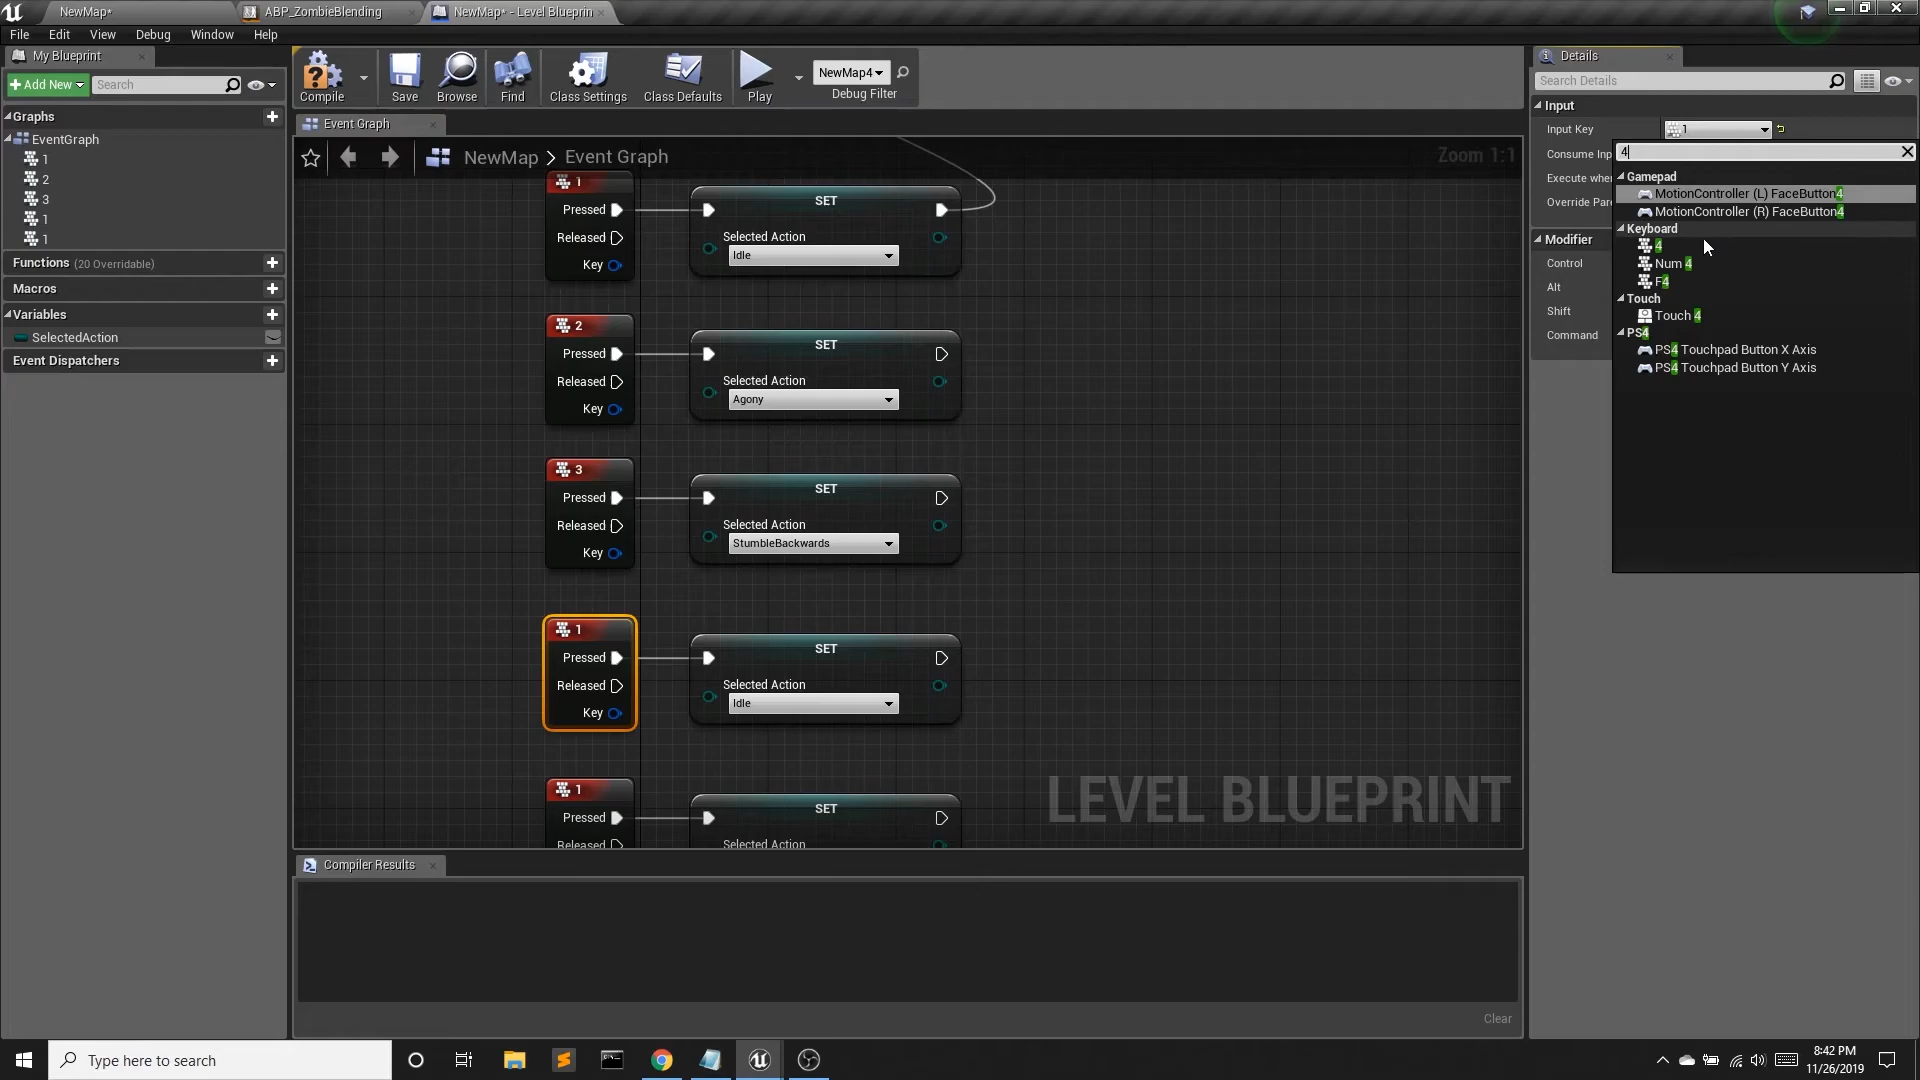 NewMap*
ABP_ZombieBlending
NewMap* - Level Blueprin
File Edit View Debug Window Help
My Blueprint
Add New
Search
Graphs
EventGraph
1
2
3
1
1
Functions (20 Overridable)
Macros
Variables
SelectedAction
Event Dispatchers
Compile
Save
Browse
Find
Class Settings
Class Defaults
Play
NewMap4
Debug Filter
Event Graph
NewMap > Event Graph
Zoom 1:1
1
Pressed
Released
Key
SET
Selected Action
Idle
2
Pressed
Released
Key
SET
Selected Action
Agony
3
Pressed
Released
Key
SET
Selected Action
StumbleBackwards
1
Pressed
Released
Key
SET
Selected Action
Idle
1
Pressed
Released
SET
Selected Action
LEVEL BLUEPRINT
Compiler Results
Clear
Details
Search Details
Input
Input Key
1
Consume Inp
Execute wher
Override Pare
Modifier
Control
Alt
Shift
Command
4
Gamepad
MotionController (L) FaceButton4
MotionController (R) FaceButton4
Keyboard
4
Num 4
F4
Touch
Touch 4
PS4
PS4 Touchpad Button X Axis
PS4 Touchpad Button Y Axis
Type here to search
8:42 PM
11/26/2019